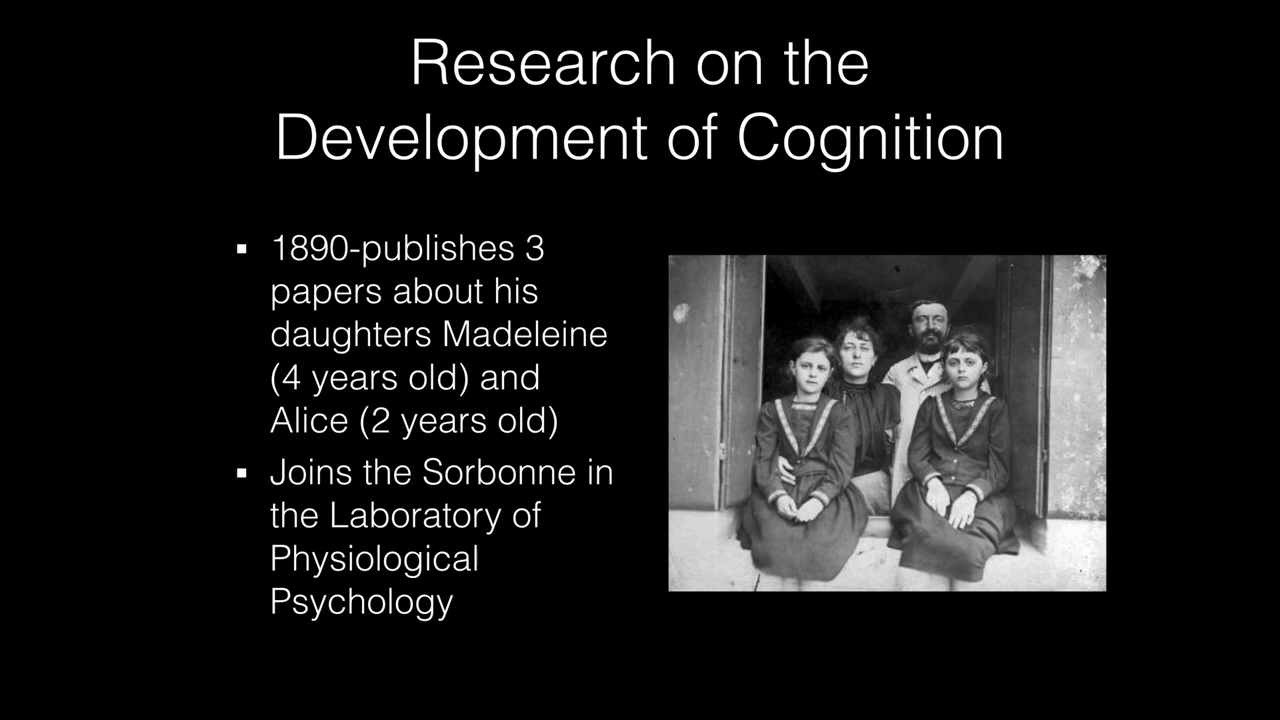 Research on the
Development of Cognition
▪ 1890-publishes 3
papers about his
daughters Madeleine
(4 years old) and
Alice (2 years old)
▪ Joins the Sorbonne in
the Laboratory of
Physiological
Psychology